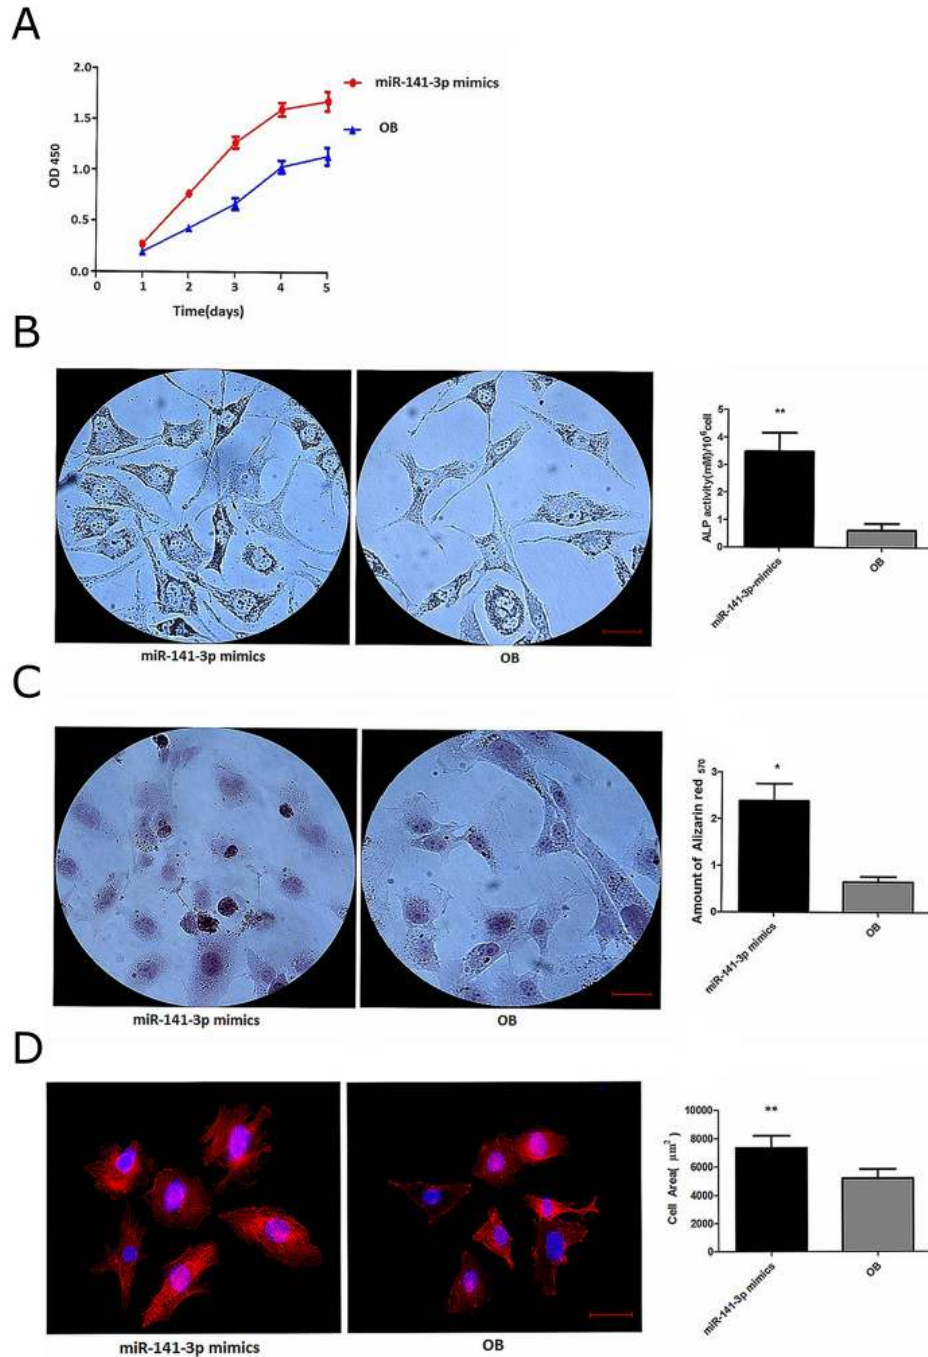 A
2.0
1.5
1.0
0.5
0.0
OD 450
0 1 2 3 4 5
Time(days)
miR-141-3p mimics
OB
B
miR-141-3p mimics
OB
ALP activity(mM)/10⁶cell
5
4
3
2
1
0
**
miR-141-3p-mimics
OB
C
miR-141-3p mimics
OB
Amount of Alizarin red 570
3
2
1
0
*
miR-141-3p mimics
OB
D
miR-141-3p mimics
OB
Cell Area( μm²)
10000
8000
6000
4000
2000
0
**
miR-141-3p mimics
OB